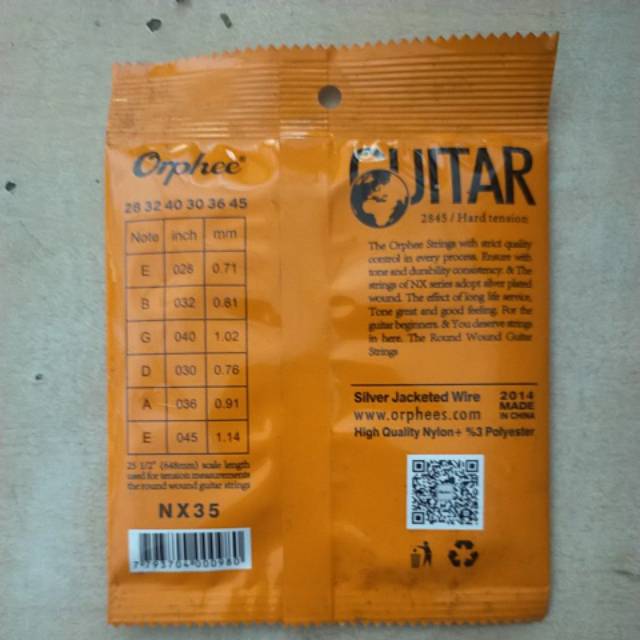 Orphee®
28 32 40 30 36 45
Note inch mm
E 028 0.71
B 032 0.81
G 040 1.02
D 030 0.76
A 036 0.91
E 045 1.14
25 1/2" (648mm) scale length
used for tension measurements
the round wound guitar strings
NX35
7 793704 000980
GUITAR
2845 / Hard tension
The Orphee Strings with strict quality
control in every process. Ensure with
tone and durability consistency. & The
strings of NX series adopt silver plated
wound. The effect of long life service,
Tone great and good feeling. For the
guitar beginners. & You deserve strings
in here. The Round Wound Guitar
Strings
Silver Jacketed Wire 2014
www.orphees.com MADE IN CHINA
High Quality Nylon+ %3 Polyester